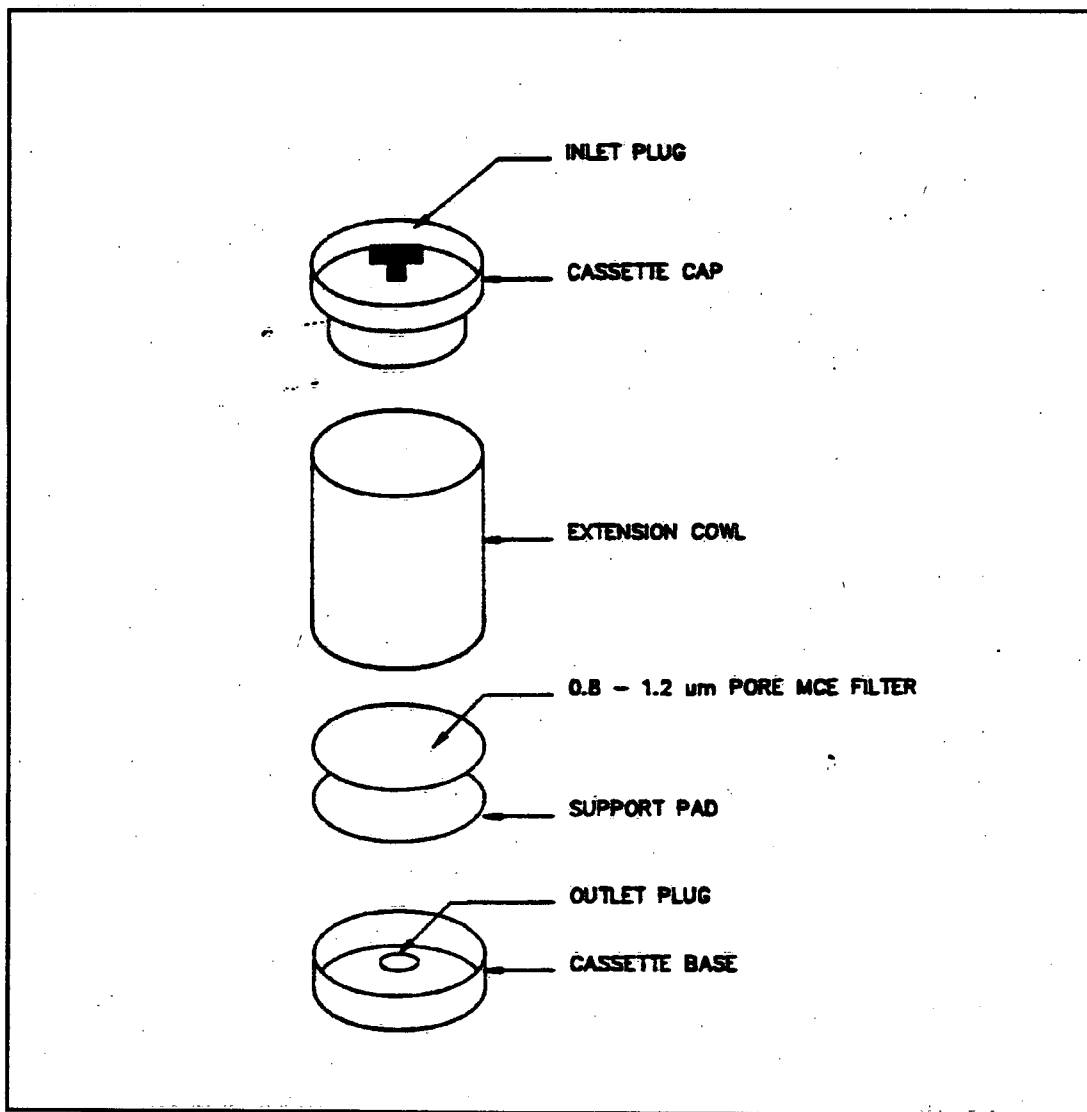 INLET PLUG
CASSETTE CAP
EXTENSION COWL
0.8 - 1.2 um PORE MCE FILTER
SUPPORT PAD
OUTLET PLUG
CASSETTE BASE